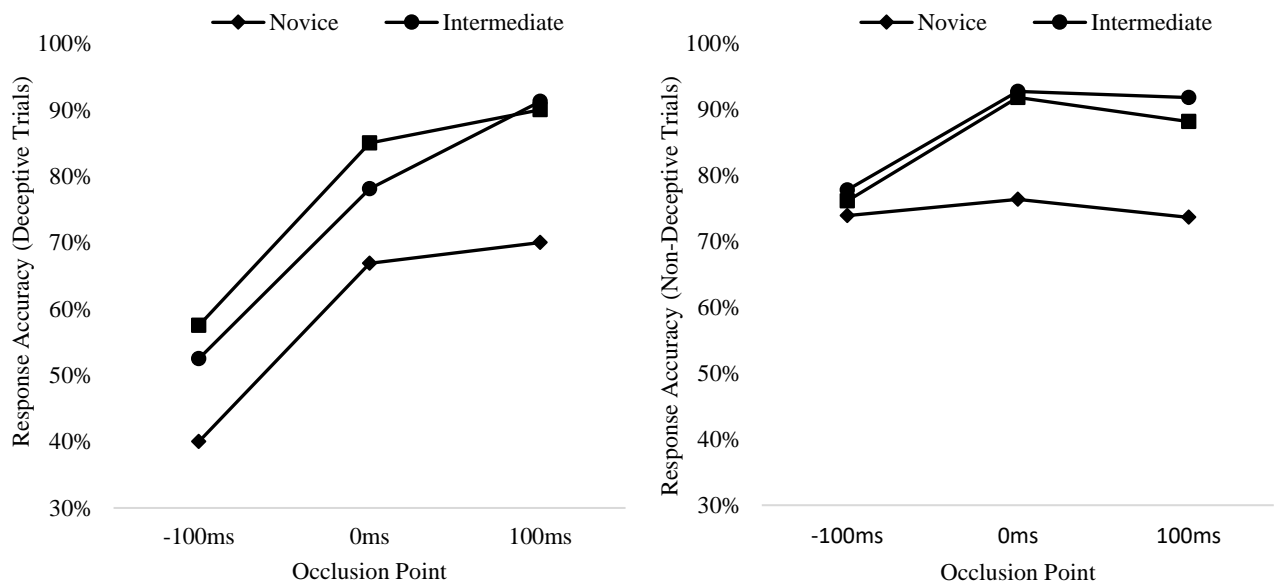 Novice Intermediate
Response Accuracy (Deceptive Trials)
100%
90%
80%
70%
60%
50%
40%
30%
-100ms 0ms 100ms
Occlusion Point
Novice Intermediate
Response Accuracy (Non-Deceptive Trials)
100%
90%
80%
70%
60%
50%
40%
30%
-100ms 0ms 100ms
Occlusion Point